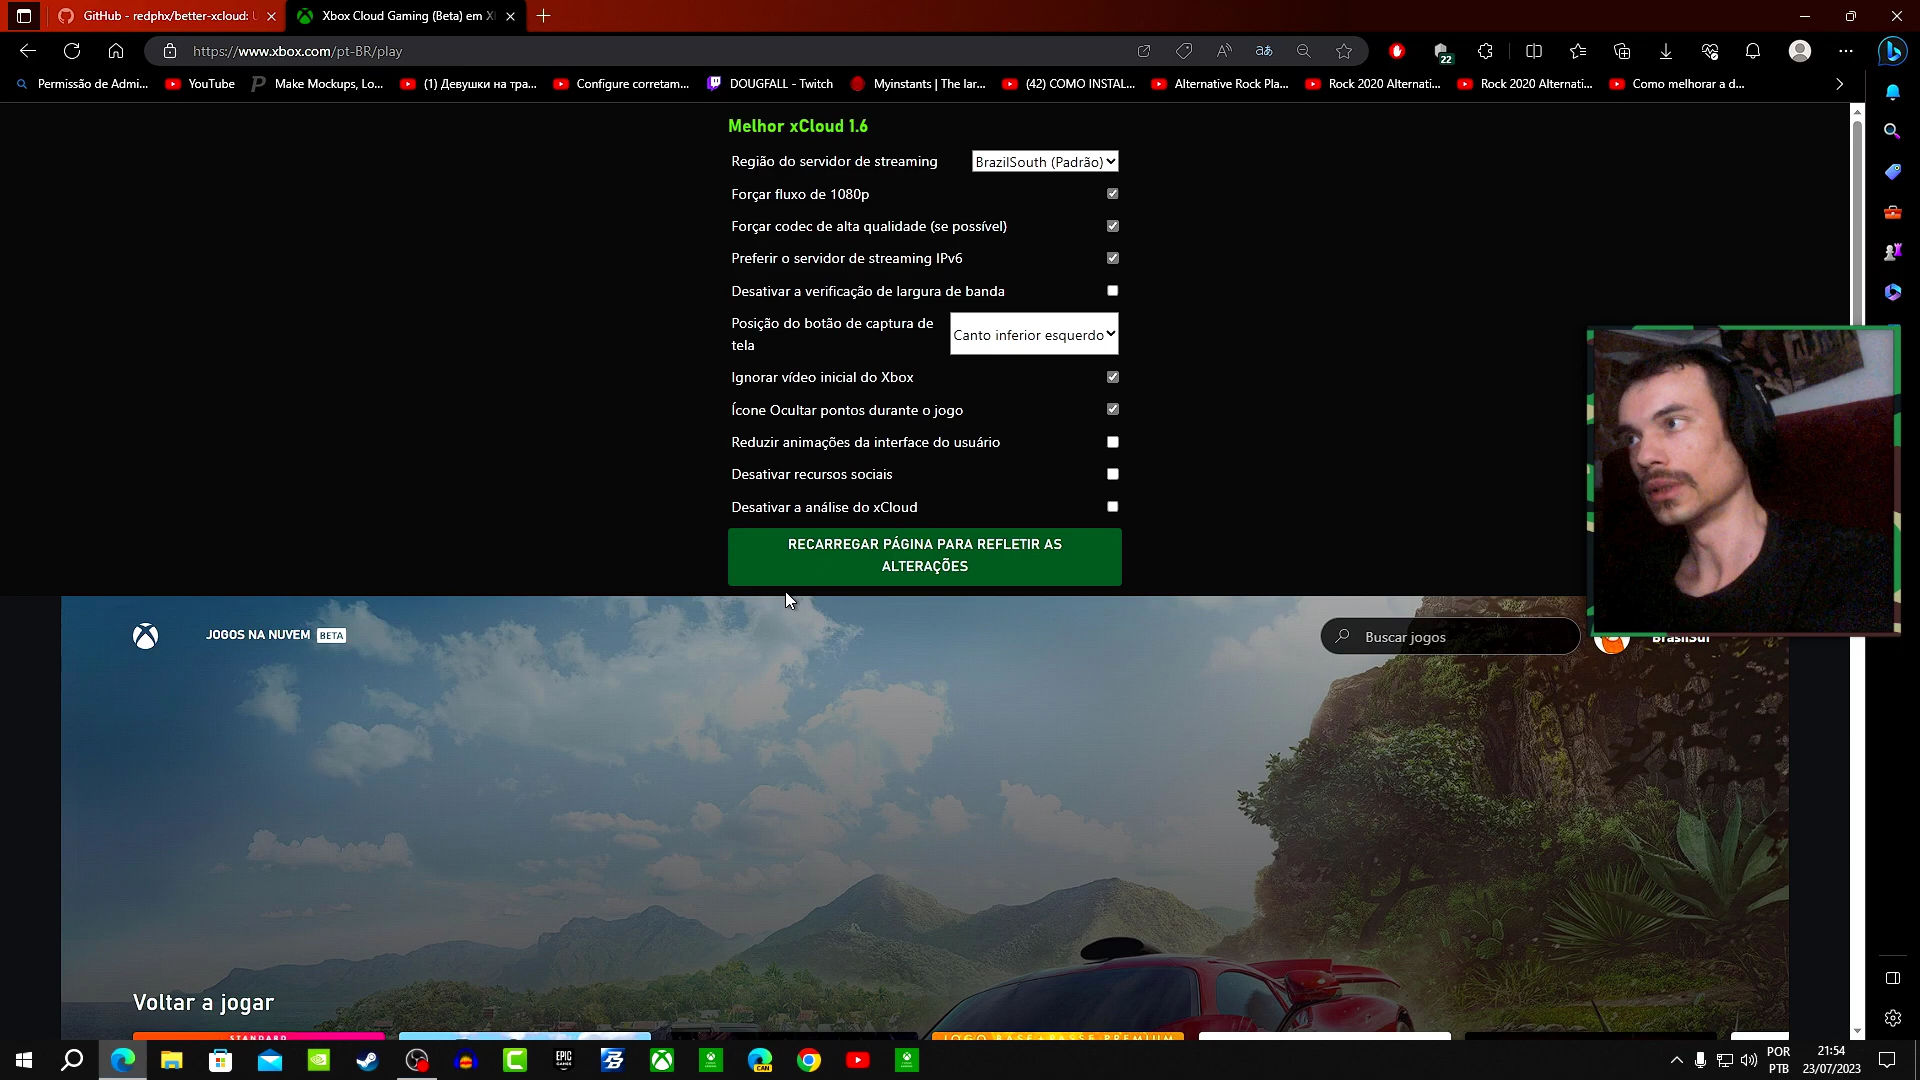 GitHub - redphx/better-xcloud:
Xbox Cloud Gaming (Beta) em X
https://www.xbox.com/pt-BR/play
22
Permissão de Admi...
YouTube
Make Mockups, Lo...
(1) Девушки на тра...
Configure corretam...
DOUGFALL - Twitch
Myinstants | The lar...
(42) COMO INSTAL...
Alternative Rock Pla...
Rock 2020 Alternati...
Rock 2020 Alternati...
Como melhorar a d...
Melhor xCloud 1.6
Região do servidor de streaming
BrazilSouth (Padrão)
Forçar fluxo de 1080p
Forçar codec de alta qualidade (se possível)
Preferir o servidor de streaming IPv6
Desativar a verificação de largura de banda
Posição do botão de captura de
tela
Canto inferior esquerdo
Ignorar vídeo inicial do Xbox
Ícone Ocultar pontos durante o jogo
Reduzir animações da interface do usuário
Desativar recursos sociais
Desativar a análise do xCloud
RECARREGAR PÁGINA PARA REFLETIR AS
ALTERAÇÕES
JOGOS NA NUVEM BETA
Buscar jogos
BrasilSul
Voltar a jogar
STANDARD
EPIC
GAMES
CAN
POR
PTB
21:54
23/07/2023